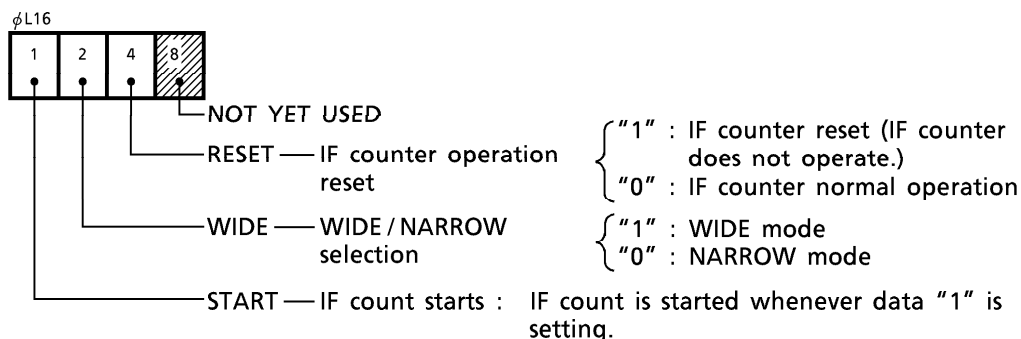 φL16
1 2 4 8
NOT YET USED
RESET — IF counter operation reset
"1" : IF counter reset (IF counter does not operate.)
"0" : IF counter normal operation
WIDE — WIDE / NARROW selection
"1" : WIDE mode
"0" : NARROW mode
START — IF count starts : IF count is started whenever data "1" is setting.